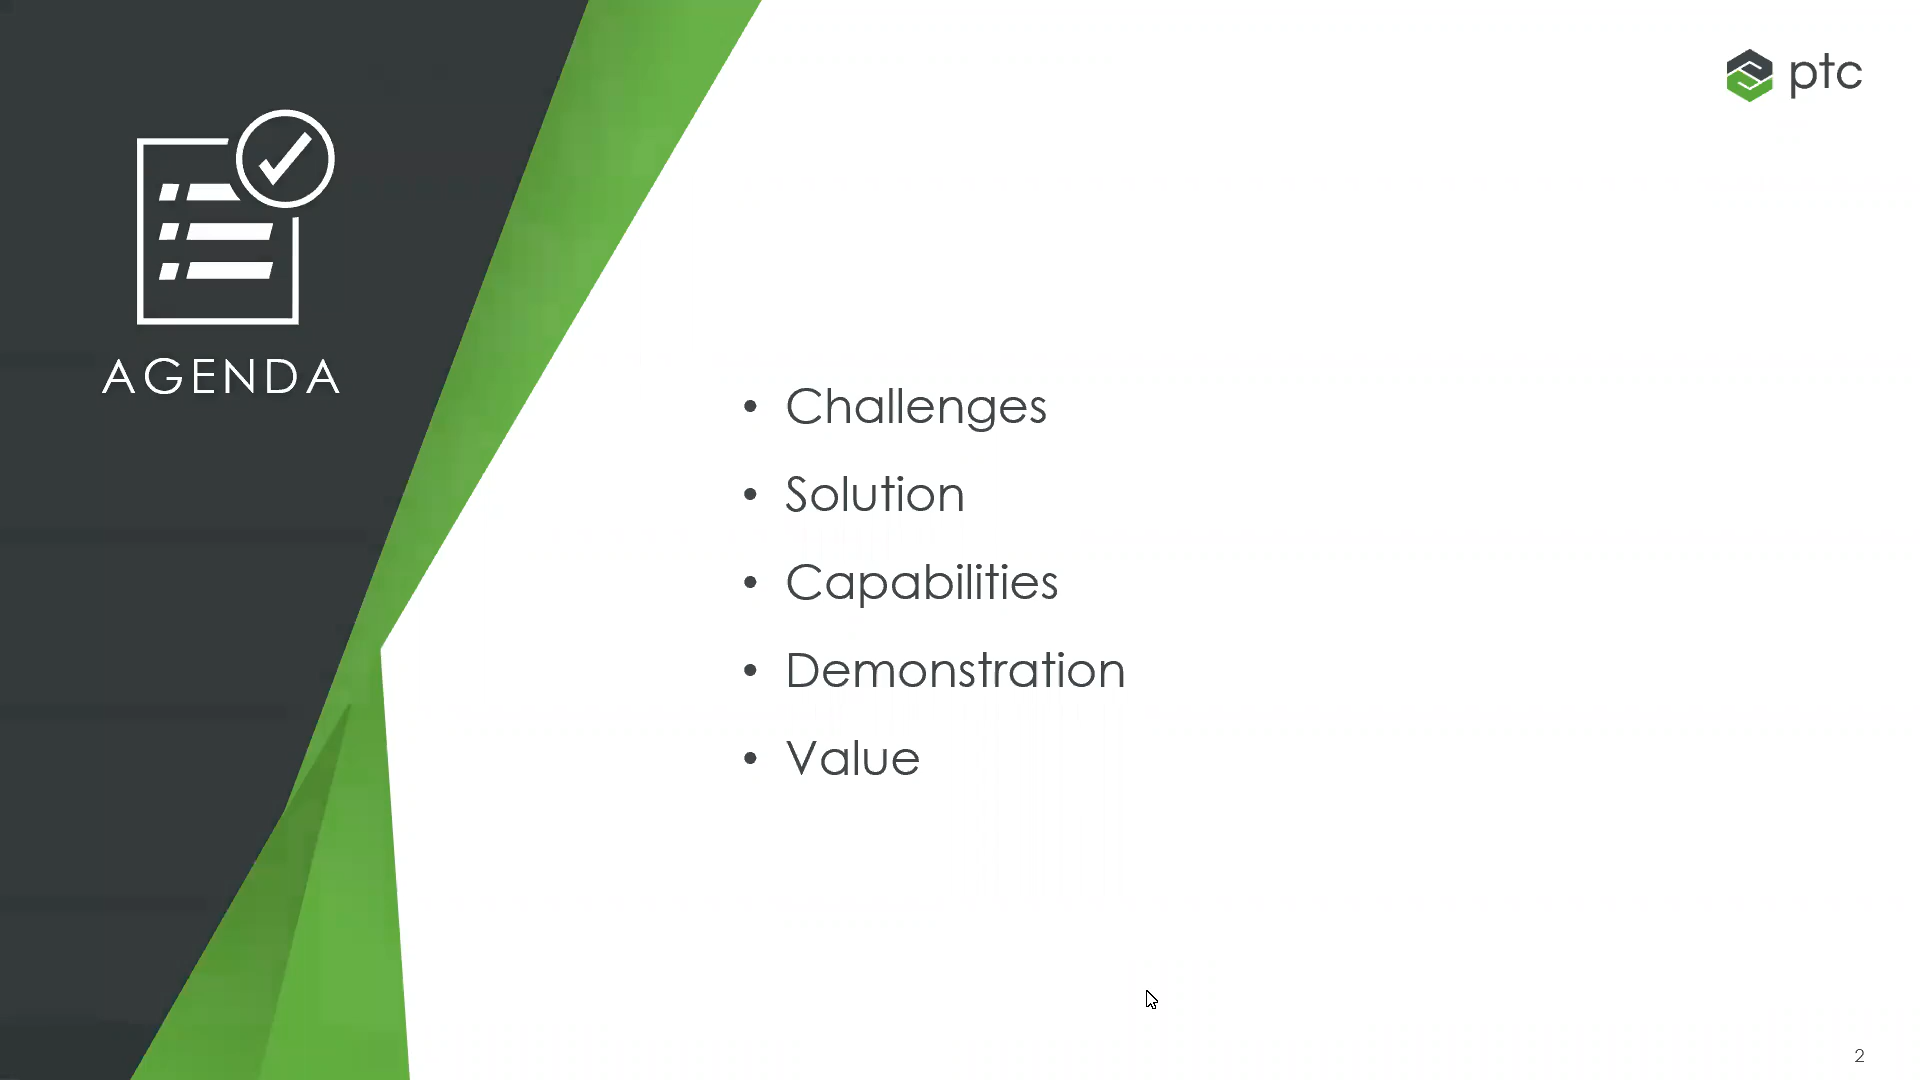 ptc
AGENDA
• Challenges
• Solution
• Capabilities
• Demonstration
• Value
2